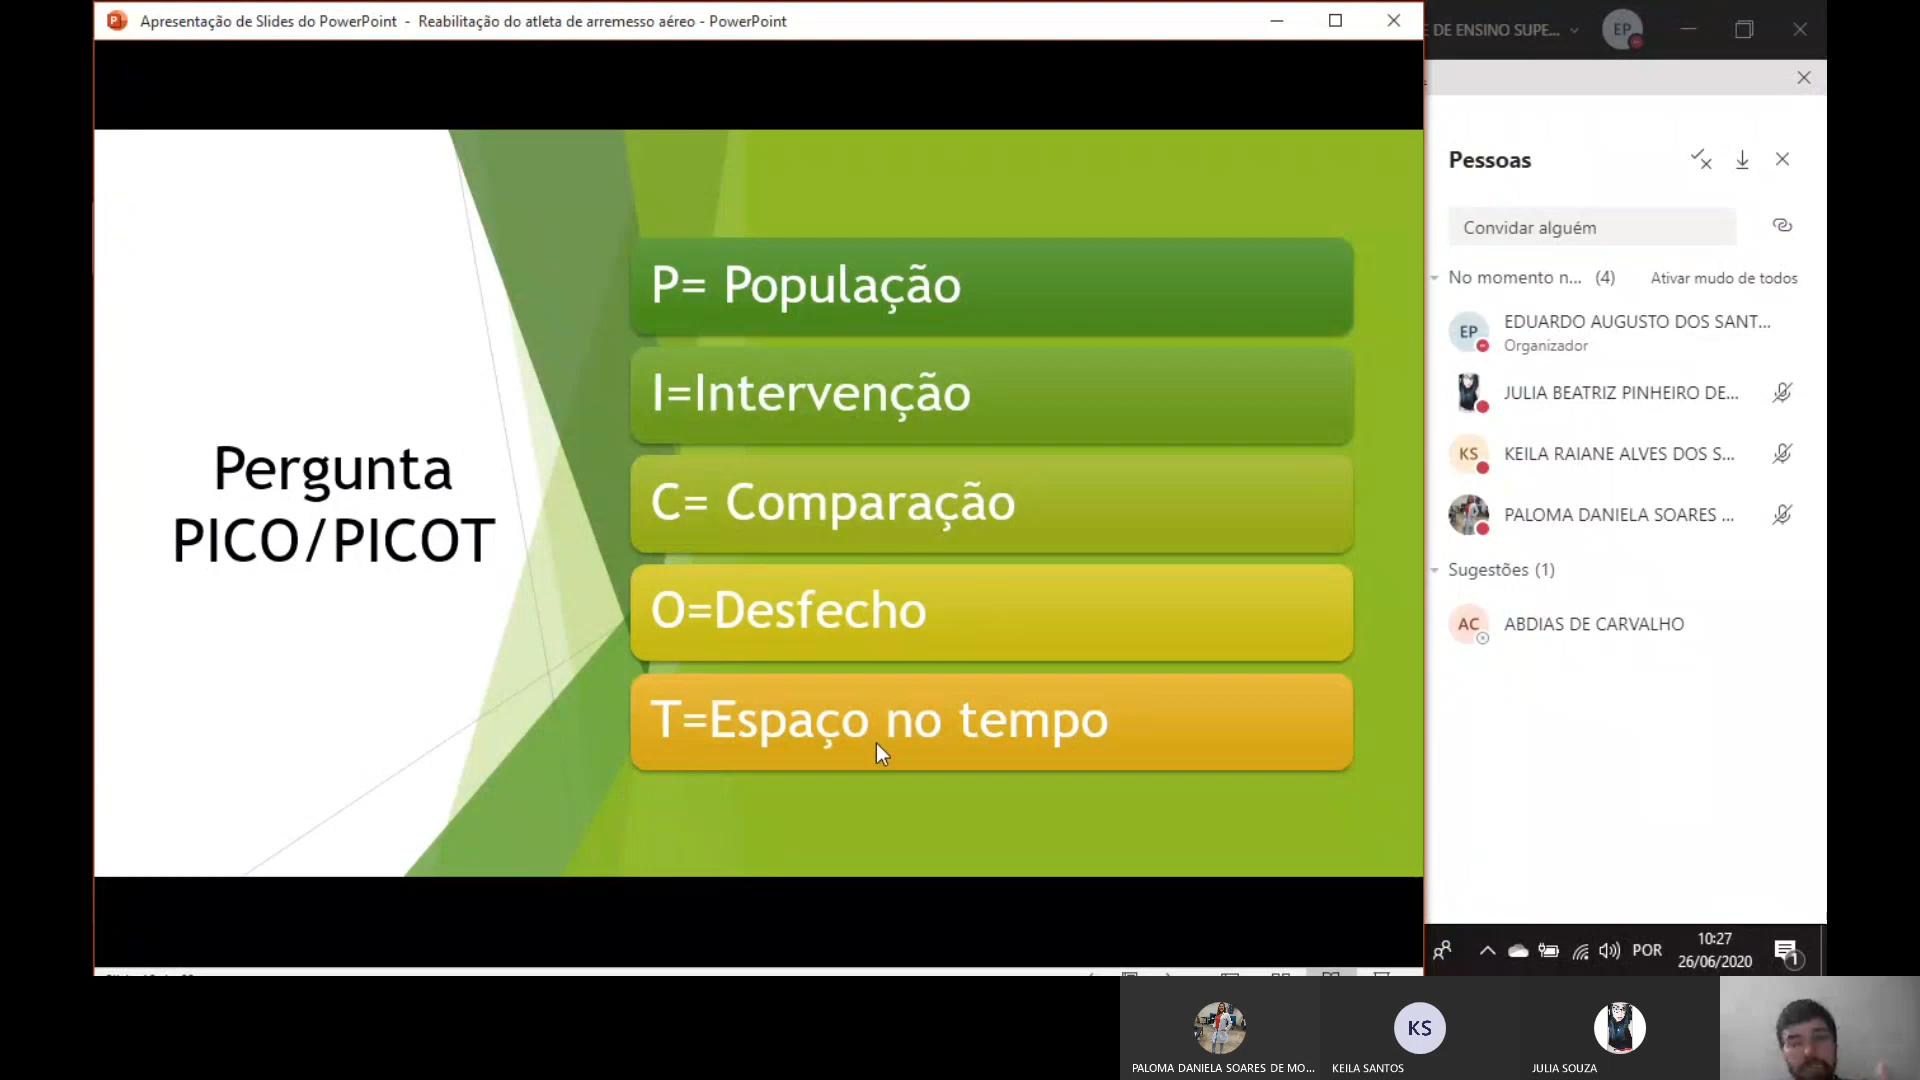 Apresentação de Slides do PowerPoint - Reabilitação do atleta de arremesso aéreo - PowerPoint
E DE ENSINO SUPE...
EP
Pergunta
PICO/PICOT
P= População
I=Intervenção
C= Comparação
O=Desfecho
T=Espaço no tempo
Pessoas
Convidar alguém
No momento n... (4)
Ativar mudo de todos
EP
EDUARDO AUGUSTO DOS SANT...
Organizador
JULIA BEATRIZ PINHEIRO DE...
KS
KEILA RAIANE ALVES DOS S...
PALOMA DANIELA SOARES ...
Sugestões (1)
AC
ABDIAS DE CARVALHO
POR
10:27
26/06/2020
1
KS
PALOMA DANIELA SOARES DE MO...
KEILA SANTOS
JULIA SOUZA